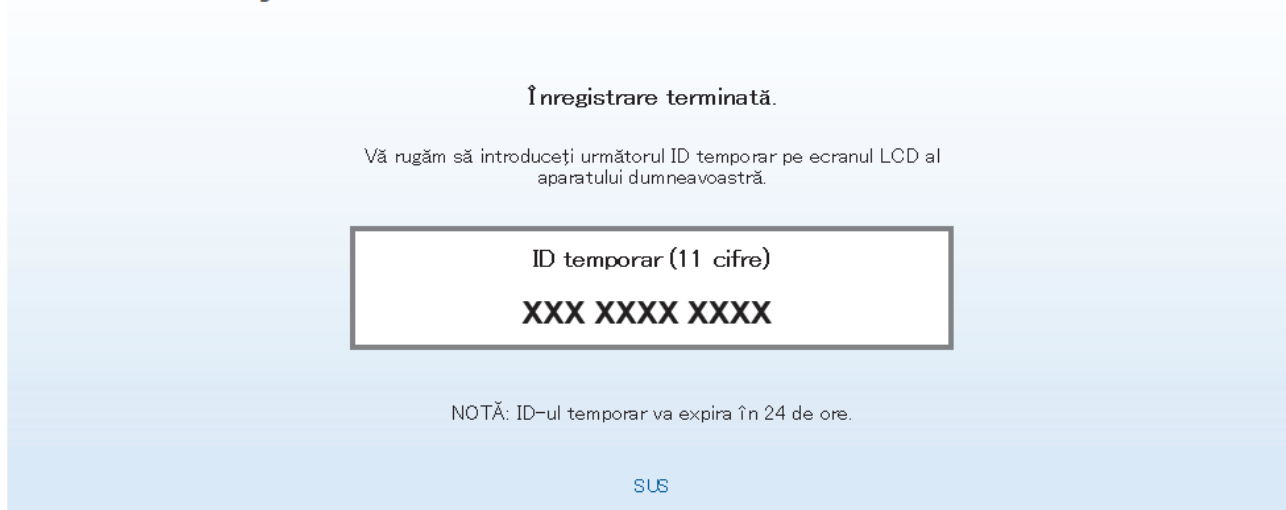 Înregistrare terminată.
Vă rugăm să introduceţi următorul ID temporar pe ecranul LCD al
aparatului dumneavoastră.
ID temporar (11 cifre)
XXX XXXX XXXX
NOTĂ: ID-ul temporar va expira în 24 de ore.
SUS